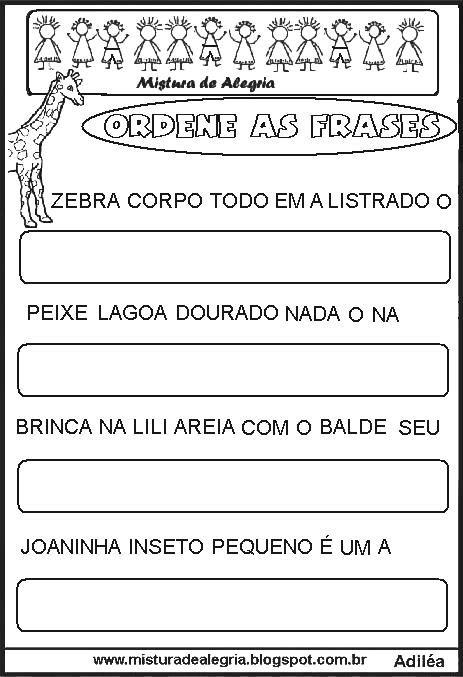 Mistura de Alegria
ORDENE AS FRASES
ZEBRA CORPO TODO EM A LISTRADO O
PEIXE LAGOA DOURADO NADA O NA
BRINCA NA LILI AREIA COM O BALDE SEU
JOANINHA INSETO PEQUENO É UM A
www.misturadealegria.blogspot.com.br Adiléa